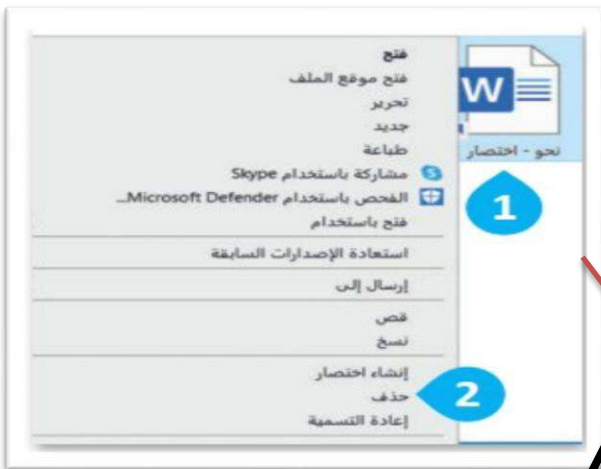 فتح
فتح موقع الملف
تحرير
جديد
طباعة
مشاركة باستخدام Skype
الفحص باستخدام Microsoft Defender...
فتح باستخدام
استعادة الإصدارات السابقة
إرسال إلى
قص
نسخ
إنشاء اختصار
حذف
إعادة التسمية
W
نحو - اختصار
1
2